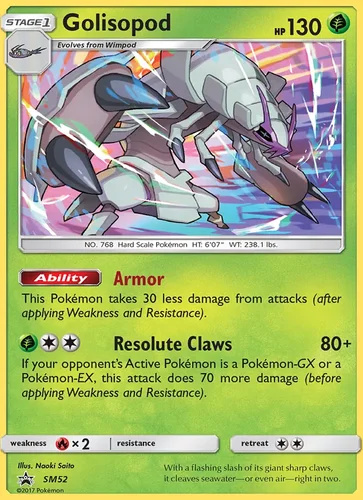 STAGE 1 Golisopod HP 130
Evolves from Wimpod
NO. 768 Hard Scale Pokémon HT: 6'07" WT: 238.1 lbs.
Ability Armor
This Pokémon takes 30 less damage from attacks (after
applying Weakness and Resistance).
Resolute Claws 80+
If your opponent's Active Pokémon is a Pokémon-GX or a
Pokémon-EX, this attack does 70 more damage (before
applying Weakness and Resistance).
weakness ×2 resistance retreat
Illus. Naoki Saito
With a flashing slash of its giant sharp claws,
it cleaves seawater—or even air—right in two.
PROMO SM52
©2017 Pokémon